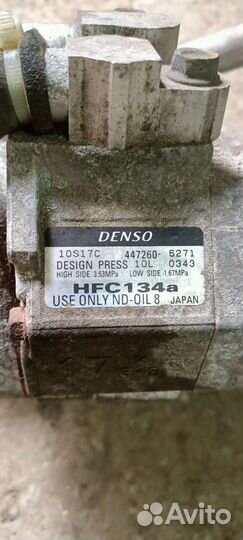 DENSO
10S17C 447260-6271
DESIGN PRESS 10L 0343
HIGH SIDE 3.53MPa LOW SIDE 1.67MPa
HFC134a
USE ONLY ND-OIL 8 JAPAN
Avito